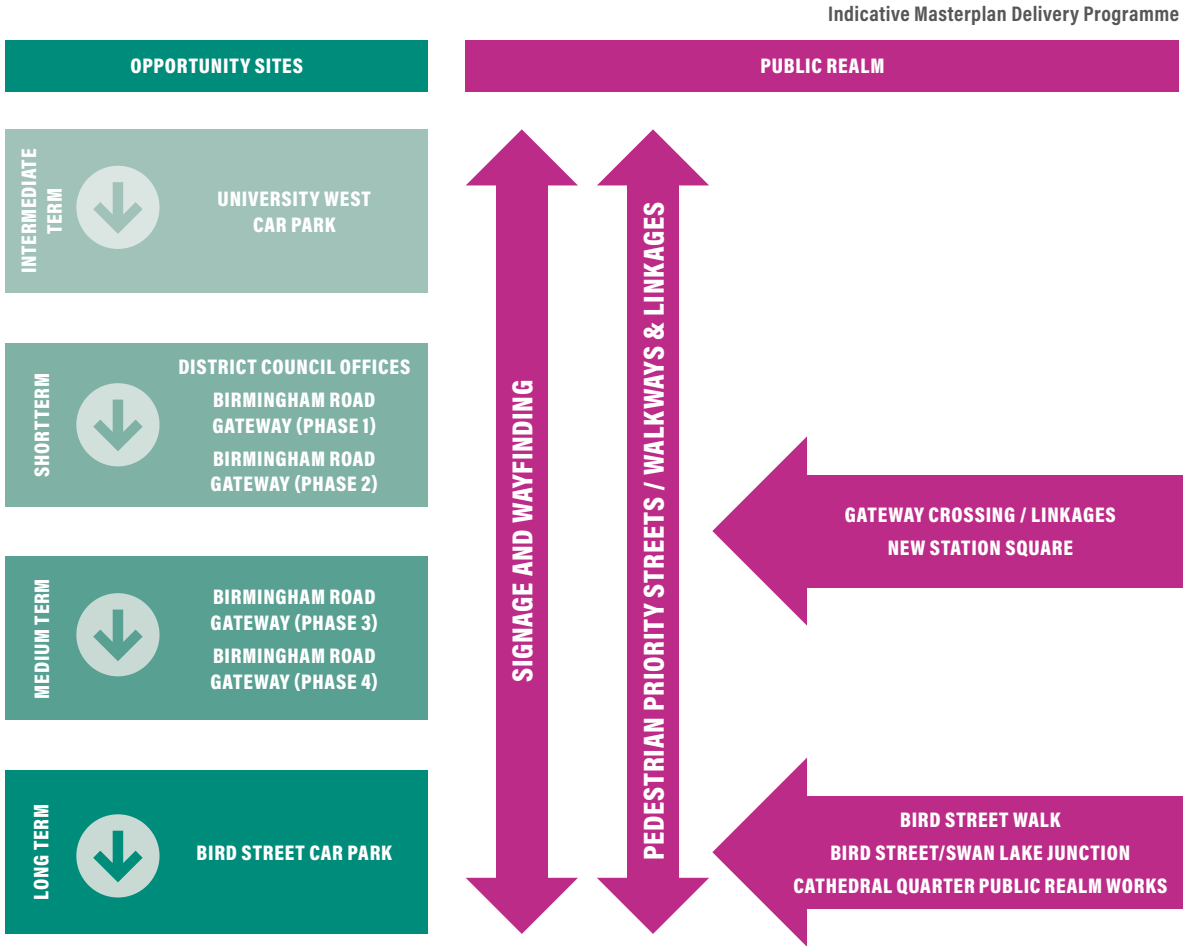 Indicative Masterplan Delivery Programme
OPPORTUNITY SITES
PUBLIC REALM
INTERMEDIATE
TERM
UNIVERSITY WEST
CAR PARK
SHORTTERM
DISTRICT COUNCIL OFFICES
BIRMINGHAM ROAD
GATEWAY (PHASE 1)
BIRMINGHAM ROAD
GATEWAY (PHASE 2)
MEDIUM TERM
BIRMINGHAM ROAD
GATEWAY (PHASE 3)
BIRMINGHAM ROAD
GATEWAY (PHASE 4)
LONG TERM
BIRD STREET CAR PARK
SIGNAGE AND WAYFINDING
PEDESTRIAN PRIORITY STREETS / WALKWAYS & LINKAGES
GATEWAY CROSSING / LINKAGES
NEW STATION SQUARE
BIRD STREET WALK
BIRD STREET/SWAN LAKE JUNCTION
CATHEDRAL QUARTER PUBLIC REALM WORKS